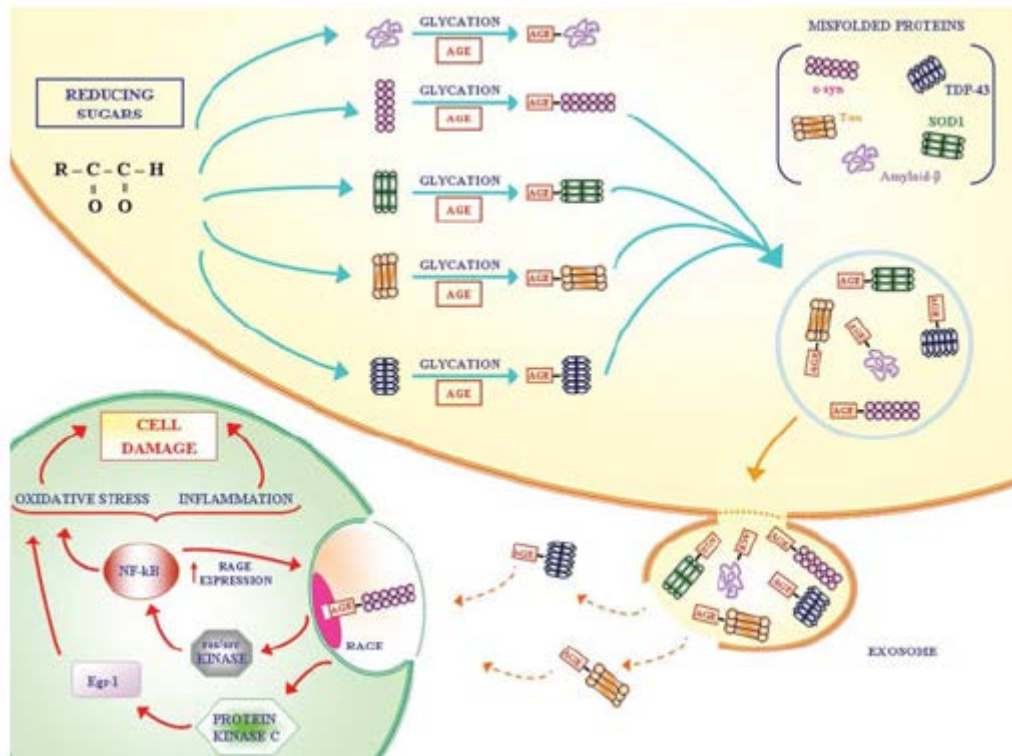 REDUCING
SUGARS
R – C – C – H
O O
GLYCATION
AGE
AGE
GLYCATION
AGE
AGE
GLYCATION
AGE
AGE
GLYCATION
AGE
AGE
GLYCATION
AGE
AGE
MISFOLDED PROTEINS
α-syn
TDP-43
Tau
SOD1
Amyloid-β
AGE
AGE
AGE
AGE
AGE
CELL
DAMAGE
OXIDATIVE STRESS
INFLAMMATION
NF-kB
RAGE
EXPRESSION
AGE
RAGE
ras/src
KINASE
Egr-1
PROTEIN
KINASE C
AGE
AGE
AGE
AGE
AGE
AGE
AGE
EXOSOME